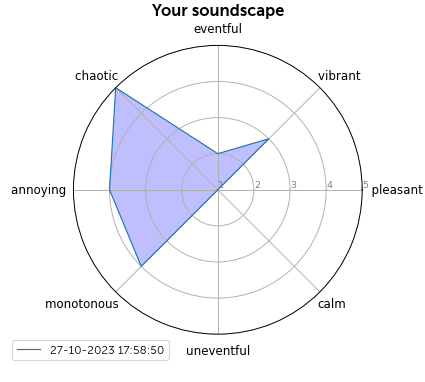 Your soundscape
eventful
chaotic
vibrant
annoying
1
2
3
4
5
pleasant
monotonous
calm
uneventful
27-10-2023 17:58:50